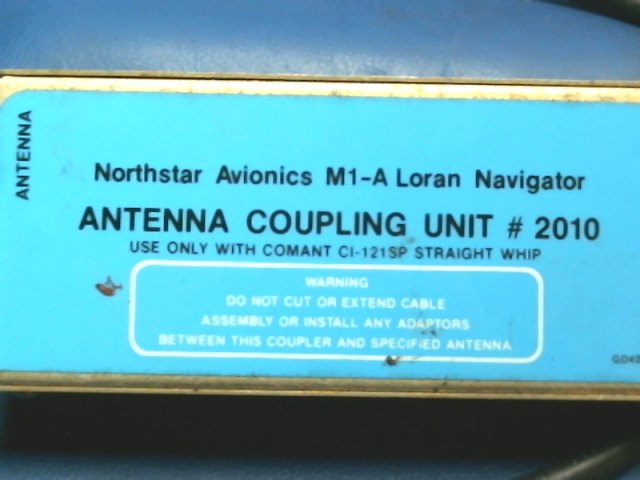 ANTENNA
Northstar Avionics M1-A Loran Navigator
ANTENNA COUPLING UNIT # 2010
USE ONLY WITH COMANT CI-121SP STRAIGHT WHIP
WARNING
DO NOT CUT OR EXTEND CABLE
ASSEMBLY OR INSTALL ANY ADAPTORS
BETWEEN THIS COUPLER AND SPECIFIED ANTENNA